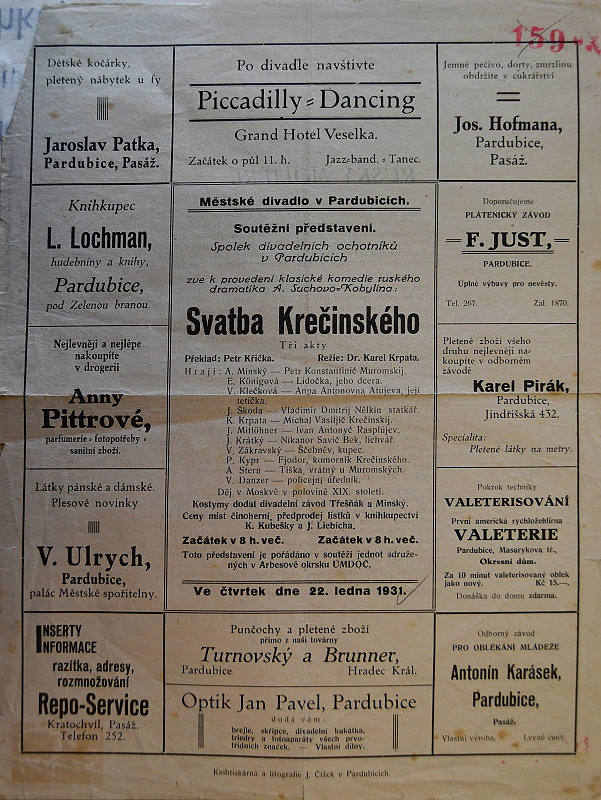 159
Dětské kočárky,
pletený nábytek u fy
Jaroslav Patka,
Pardubice, Pasáž.
Po divadle navštivte
Piccadilly = Dancing
Grand Hotel Veselka.
Začátek o půl 11. h. Jazz=band. = Tanec.
Jemné pečivo, dorty, zmrzlinu
obdržíte v cukrářství
Jos. Hofmana,
Pardubice,
Pasáž.
Knihkupec
L. Lochman,
hudebniny a knihy,
Pardubice,
pod Zelenou branou.
Městské divadlo v Pardubicích.
Soutěžní představení.
Spolek divadelních ochotníků
v Pardubicích
zve k provedení klasické komedie ruského
dramatika A. Suchovo=Kobylina:
Svatba Krečinského
Tři akty
Překlad: Petr Křička. Režie: Dr. Karel Krpata.
Hrají: A. Minský — Petr Konstantinič Muromskij.
E. Königová — Lidočka, jeho dcera.
V. Klečková — Anna Antonovna Atujeva, její
tetička.
J. Škoda — Vladimir Dmitrij Nělkin statkář.
K. Krpata — Michaj Vasiljič Krečinskij.
J. Mitlöhner — Ivan Antonyč Raspljujev.
J. Krátký — Nikanor Savič Bek, lichvář.
V. Zákravský — Ščebněv, kupec.
P. Kypr — Fjodor, komorník Krečinského.
A. Stern — Tiška, vrátný u Muromských.
V. Danzer — policejní úředník.
Děj v Moskvě v polovině XIX. století.
Kostymy dodal divadelní závod Třešňák a Minský.
Ceny míst činoherní, předprodej lístků v knihkupectví
K. Kubešky a J. Liebicha.
Začátek v 8 h. več. Začátek v 8 h. več.
Toto představení je pořádáno v soutěži jednot sdruže-
ných v Arbesově okrsku ÚMDOČ.
Ve čtvrtek dne 22. ledna 1931.
Doporučujeme
PLÁTENICKÝ ZÁVOD
F. JUST,
PARDUBICE.
Úplné výbavy pro nevěsty.
Tel. 267. Zal. 1870.
Nejlevněji a nejlépe
nakoupíte
v drogerii
Anny
Pittrové,
parfumerie - fotopotřeby -
sanitní zboží.
Pletené zboží všeho
druhu nejlevněji na-
koupíte v odborném
závodě
Karel Pirák,
Pardubice,
Jindřišská 432.
Specialita:
Pletené látky na metry.
Látky pánské a dámské.
Plesové novinky
V. Ulrych,
Pardubice,
palác Městské spořitelny.
Pokrok techniky
VALETERISOVÁNÍ
První americká rychložehlírna
VALETERIE
Pardubice, Masarykova tř.,
Okresní dům.
Za 10 minut valeterisovaný oblek
jako nový. Kč 15.—.
Donáška do domu zdarma.
INSERTY
INFORMACE
razítka, adresy,
rozmnožování
Repo-Service
Kratochvíl, Pasáž.
Telefon 252.
Punčochy a pletené zboží
přímo z naší továrny
Turnovský a Brunner,
Pardubice Hradec Král.
Optik Jan Pavel, Pardubice
dodá vám:
brejle, skřipce, divadelní kukátka,
triedry a fotoaparáty všech prvo-
třídních značek. — Vlastní dílny.
Odborný závod
PRO OBLÉKÁNÍ MLÁDEŽE
Antonín Karásek,
Pardubice,
Pasáž.
Vlastní výroba. Levné ceny.
Knihtiskárna a litografie J. Čížek v Pardubicích.